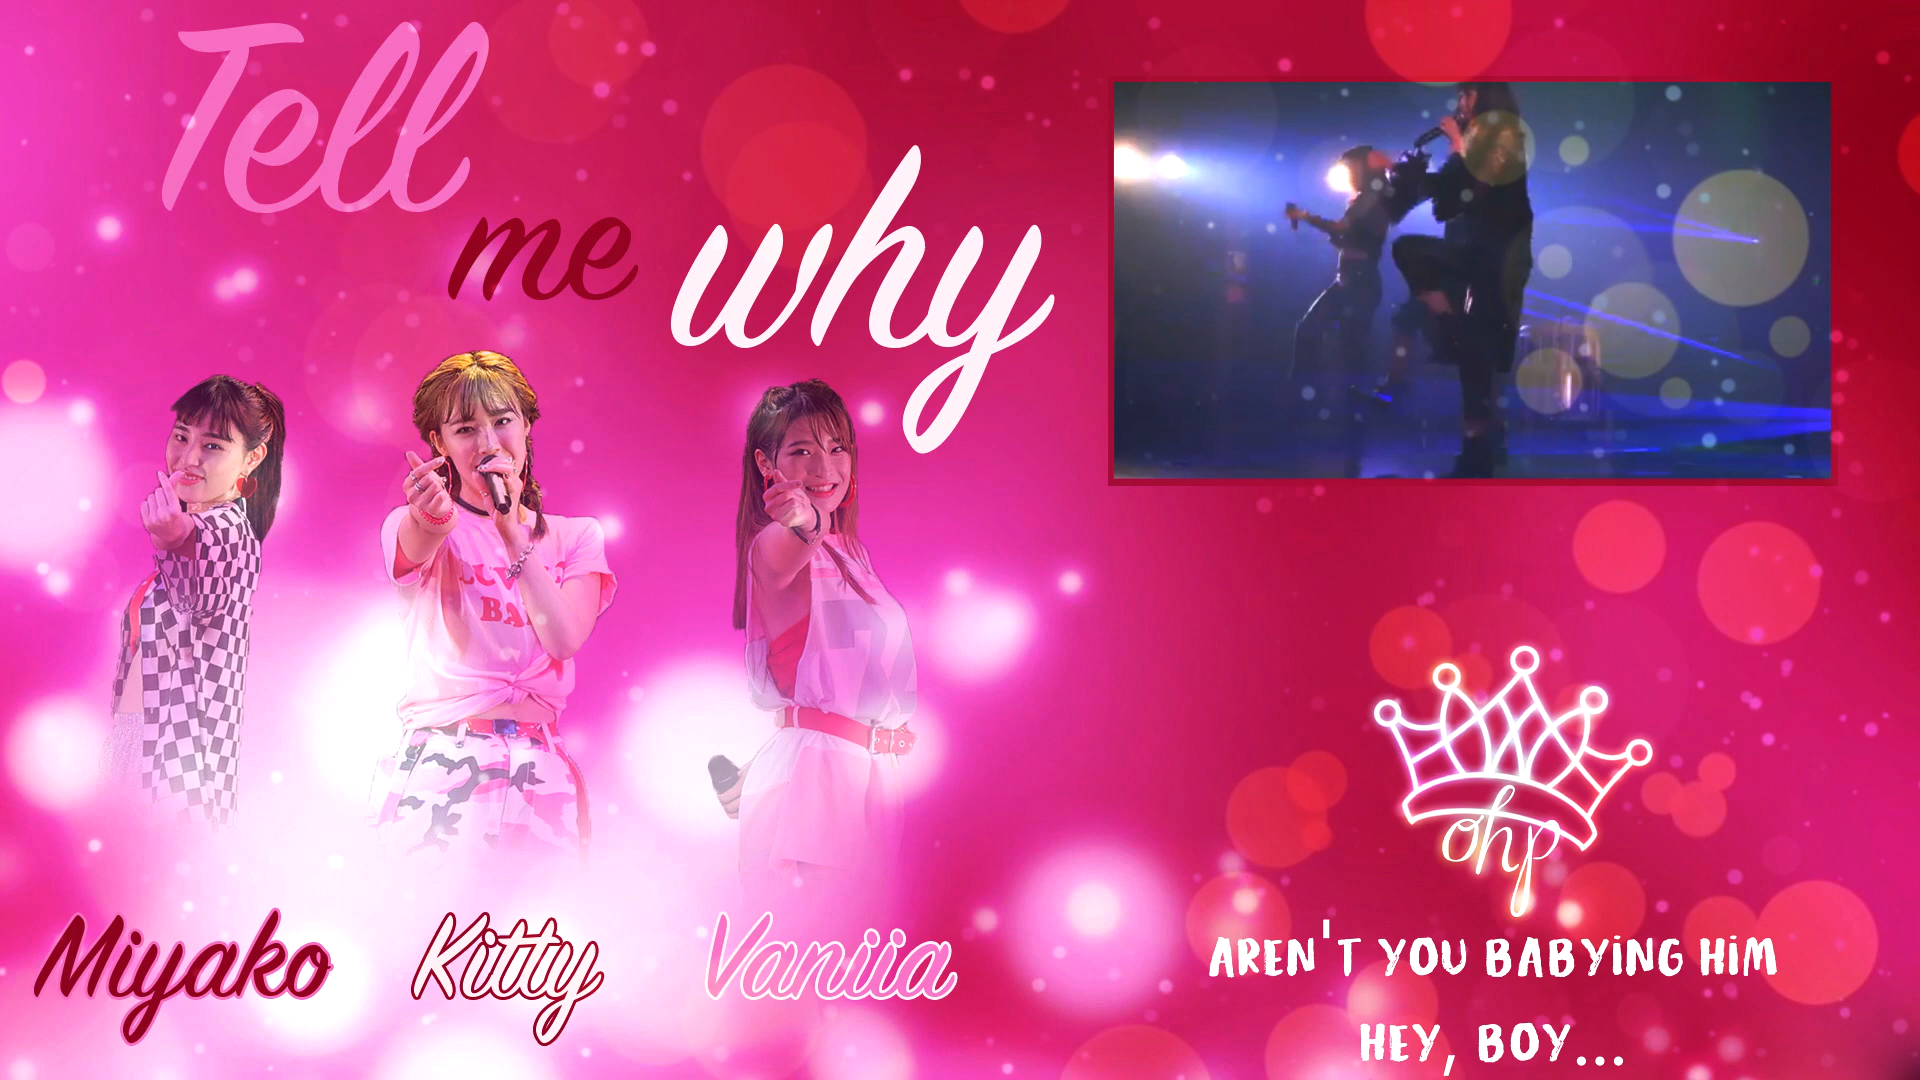 Tell
me why
Miyako Kitty Vaniia
ohp
AREN'T YOU BABYiNG HiM
HEY, BOY...